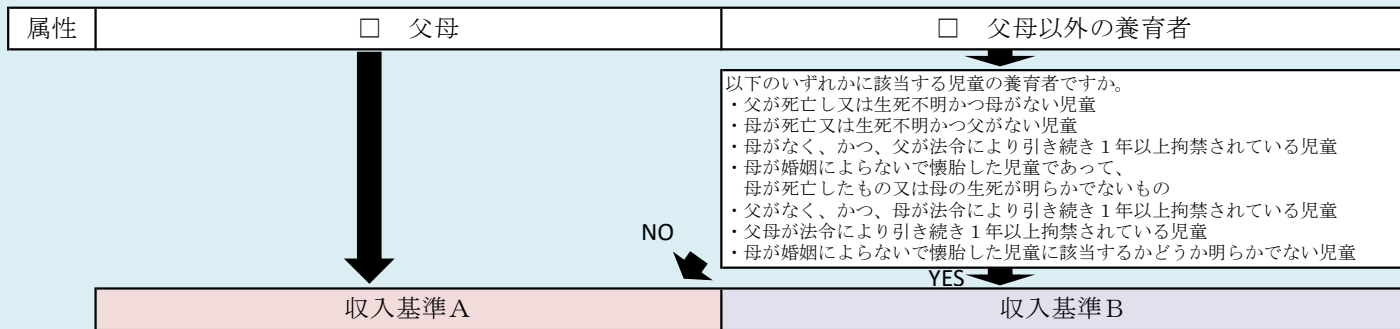 属性
□ 父母
□ 父母以外の養育者
以下のいずれかに該当する児童の養育者ですか。
・父が死亡し又は生死不明かつ母がない児童
・母が死亡又は生死不明かつ父がない児童
・母がなく、かつ、父が法令により引き続き1年以上拘禁されている児童
・母が婚姻によらないで懐胎した児童であって、
母が死亡したもの又は母の生死が明らかでないもの
・父がなく、かつ、母が法令により引き続き1年以上拘禁されている児童
・父母が法令により引き続き1年以上拘禁されている児童
・母が婚姻によらないで懐胎した児童に該当するかどうか明らかでない児童
NO
YES
収入基準A
収入基準B